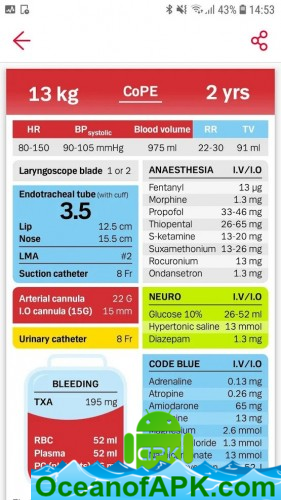 43% 14:53
13 kg CoPE 2 yrs
HR BP systolic Blood volume RR TV
80-150 90-105 mmHg 975 ml 22-30 91 ml
Laryngoscope blade 1 or 2
Endotracheal tube (with cuff)
3.5
Lip 12.5 cm
Nose 15.5 cm
LMA #2
Suction catheter 8 Fr
Arterial cannula 22 G
I.O cannula (15G) 15 mm
Urinary catheter 8 Fr
BLEEDING
TXA 195 mg
RBC 52 ml
Plasma 52 ml
52 ml
ANAESTHESIA I.V/I.O
Fentanyl 13 µg
Morphine 1.3 mg
Propofol 33-46 mg
Thiopental 26-65 mg
S-ketamine 13-20 mg
Suxamethonium 13-26 mg
Rocuronium 13 mg
Ondansetron 1.3 mg
NEURO I.V/I.O
Glucose 10% 26-52 ml
Hypertonic saline 13 mmol
Diazepam 1.3 mg
CODE BLUE I.V/I.O
Adrenaline 0.13 mg
Atropine 0.26 mg
Amiodarone 65 mg
13 mg
2.6 mmol
1.3 mmol
13 mmol
52 ml
OceanofAPK.com